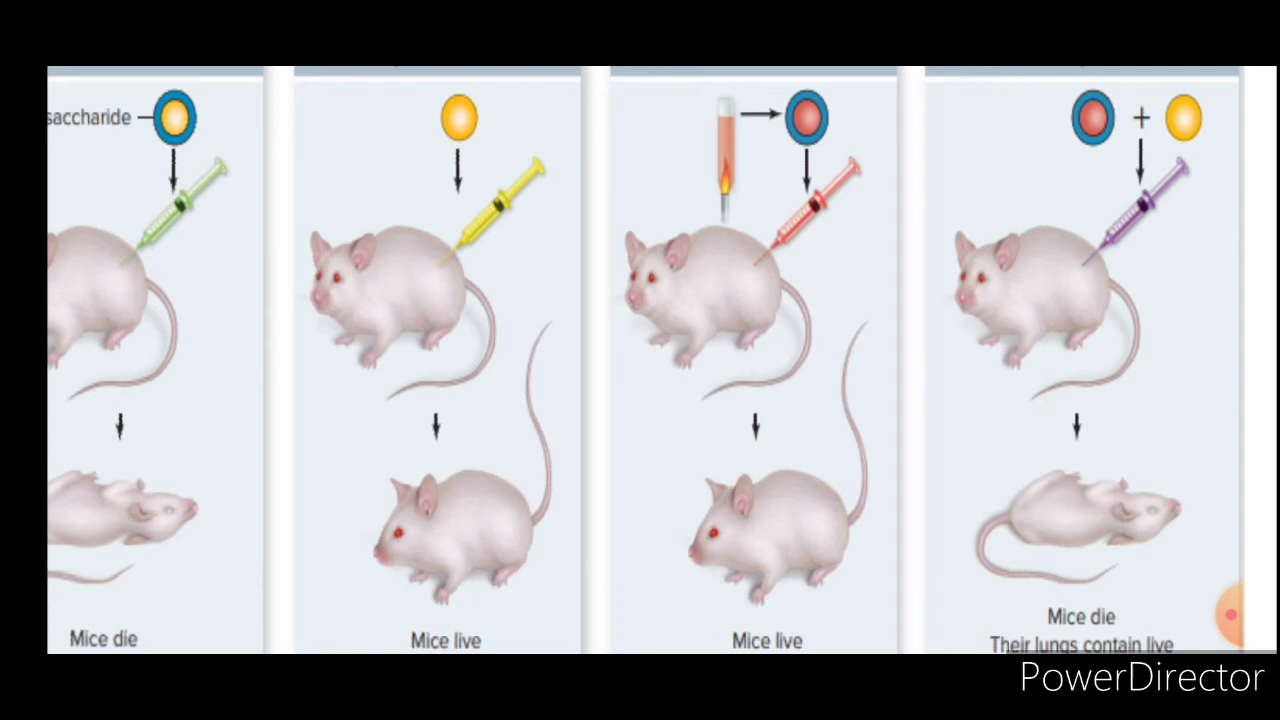 saccharide
+
Mice die
Mice live
Mice live
Mice die
Their lungs contain live
PowerDirector